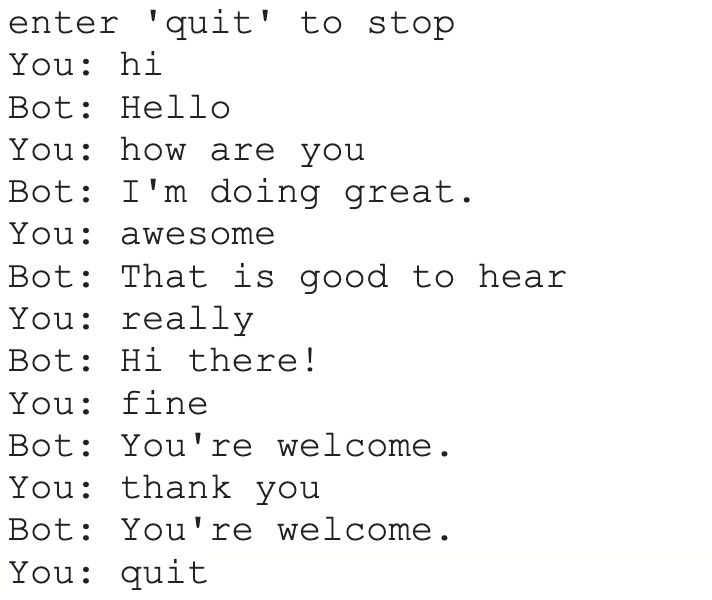 enter 'quit' to stop
You: hi
Bot: Hello
You: how are you
Bot: I'm doing great.
You: awesome
Bot: That is good to hear
You: really
Bot: Hi there!
You: fine
Bot: You're welcome.
You: thank you
Bot: You're welcome.
You: quit